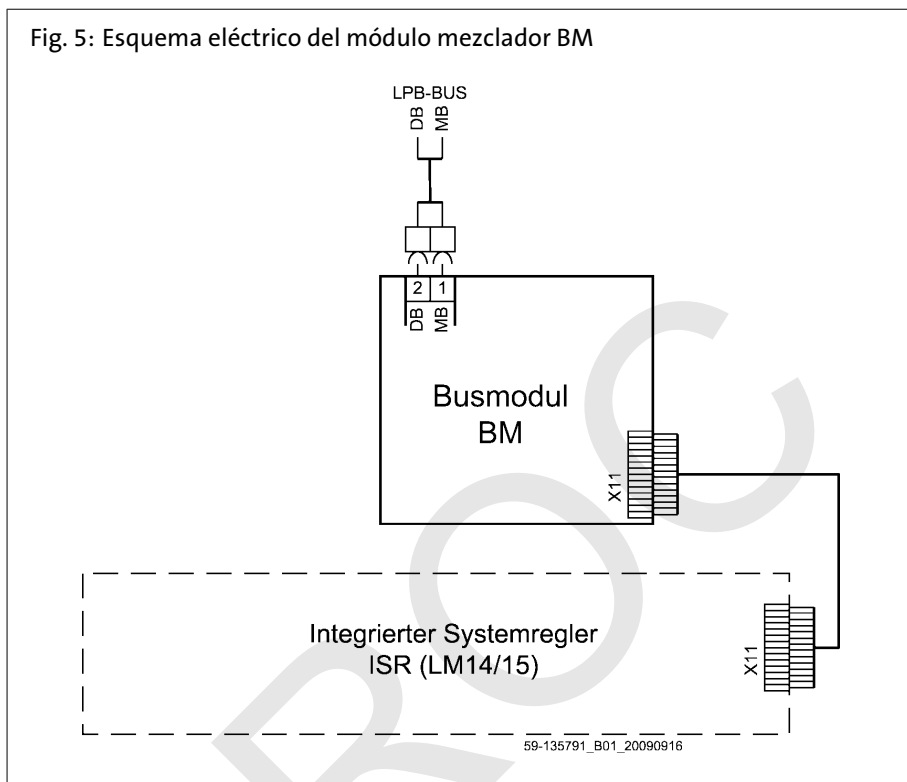 Fig. 5: Esquema eléctrico del módulo mezclador BM
LPB-BUS
DB
MB
2
1
DB
MB
Busmodul
BM
X11
Integrierter Systemregler
ISR (LM14/15)
X11
59-135791_B01_20090916
ROC